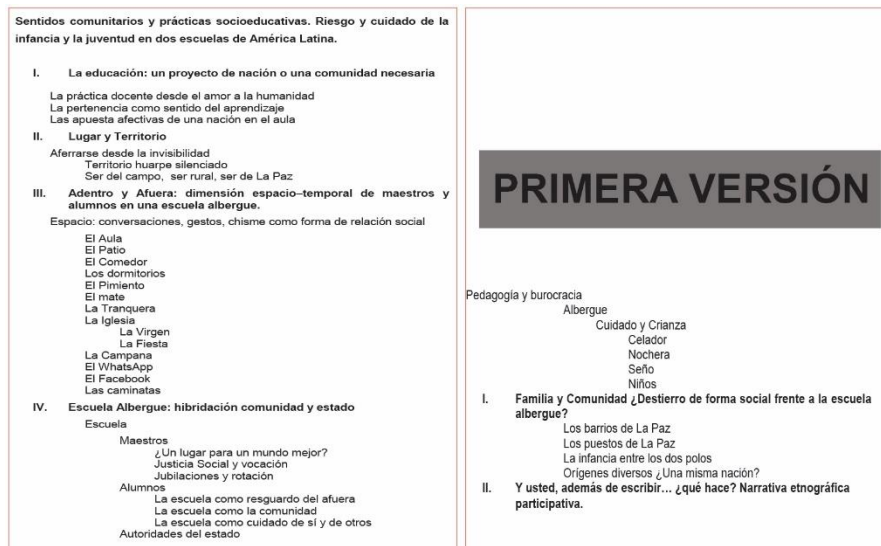 Sentidos comunitarios y prácticas socioeducativas. Riesgo y cuidado de la
infancia y la juventud en dos escuelas de América Latina.
I. La educación: un proyecto de nación o una comunidad necesaria
La práctica docente desde el amor a la humanidad
La pertenencia como sentido del aprendizaje
Las apuesta afectivas de una nación en el aula
II. Lugar y Territorio
Aferrarse desde la invisibilidad
Territorio huarpe silenciado
Ser del campo, ser rural, ser de La Paz
III. Adentro y Afuera: dimensión espacio–temporal de maestros y
alumnos en una escuela albergue.
Espacio: conversaciones, gestos, chisme como forma de relación social
El Aula
El Patio
El Comedor
Los dormitorios
El Pimiento
El mate
La Tranquera
La Iglesia
La Virgen
La Fiesta
La Campana
El WhatsApp
El Facebook
Las caminatas
IV. Escuela Albergue: hibridación comunidad y estado
Escuela
Maestros
¿Un lugar para un mundo mejor?
Justicia Social y vocación
Jubilaciones y rotación
Alumnos
La escuela como resguardo del afuera
La escuela como la comunidad
La escuela como cuidado de sí y de otros
Autoridades del estado
PRIMERA VERSIÓN
Pedagogía y burocracia
Albergue
Cuidado y Crianza
Celador
Nochera
Seño
Niños
I. Familia y Comunidad ¿Destierro de forma social frente a la escuela
albergue?
Los barrios de La Paz
Los puestos de La Paz
La infancia entre los dos polos
Orígenes diversos ¿Una misma nación?
II. Y usted, además de escribir… ¿qué hace? Narrativa etnográfica
participativa.